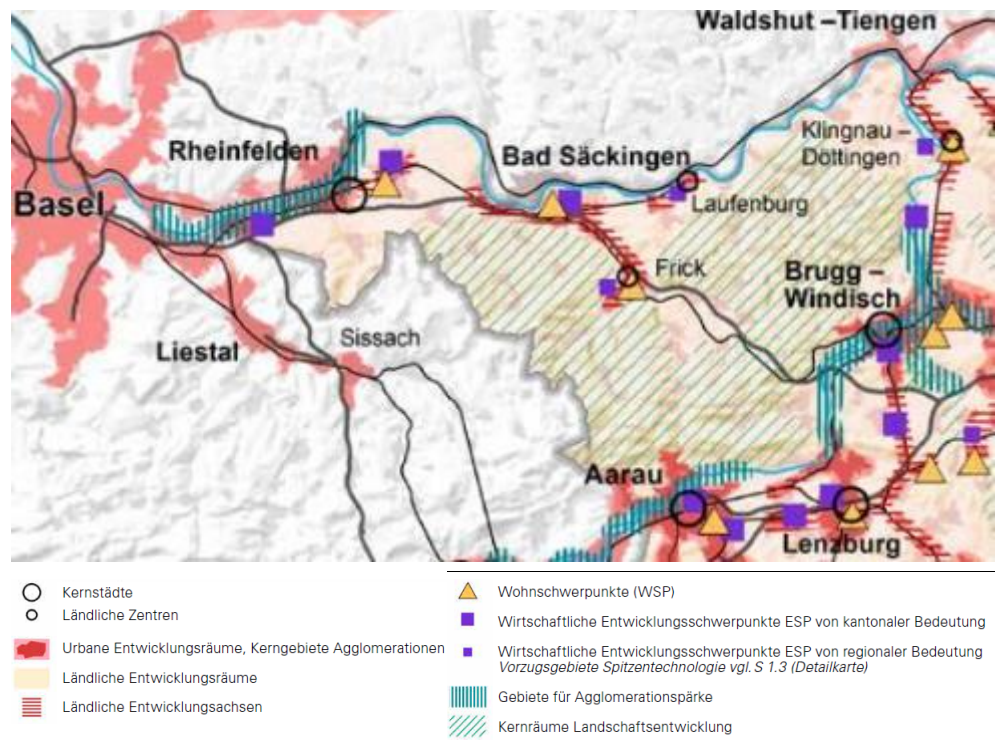 Waldshut –Tiengen
Klingnau –
Döttingen
Rheinfelden
Bad Säckingen
Basel
Laufenburg
Frick
Brugg –
Windisch
Sissach
Liestal
Aarau
Lenzburg
Kernstädte
Ländliche Zentren
Urbane Entwicklungsräume, Kerngebiete Agglomerationen
Ländliche Entwicklungsräume
Ländliche Entwicklungsachsen
Wohnschwerpunkte (WSP)
Wirtschaftliche Entwicklungsschwerpunkte ESP von kantonaler Bedeutung
Wirtschaftliche Entwicklungsschwerpunkte ESP von regionaler Bedeutung
Vorzugsgebiete Spitzentechnologie vgl. S 1.3 (Detailkarte)
Gebiete für Agglomerationspärke
Kernräume Landschaftsentwicklung